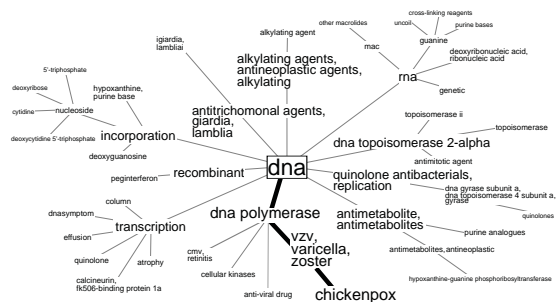 cross-linking reagents
uncoil
purine bases
other macrolides
guanine
mac
alkylating agent
igiardia,
lambliai
alkylating agents,
antineoplastic agents,
alkylating
deoxyribonucleic acid,
ribonucleic acid
rna
genetic
5'-triphosphate
deoxyribose
hypoxanthine,
purine base
nucleoside
cytidine
deoxycytidine 5'-triphosphate
incorporation
deoxyguanosine
antitrichomonal agents,
giardia,
lamblia
topoisomerase ii
topoisomerase
dna topoisomerase 2-alpha
antimitotic agent
dna
peginterferon
recombinant
quinolone antibacterials,
replication
dna gyrase subunit a,
dna topoisomerase 4 subunit a,
gyrase
quinolones
column
dnasymptom
transcription
effusion
quinolone
atrophy
calcineurin,
fk506-binding protein 1a
dna polymerase
antimetabolite,
antimetabolites
purine analogues
antimetabolites, antineoplastic
hypoxanthine-guanine phosphoribosyltransferase
cmv,
retinitis
cellular kinases
anti-viral drug
vzv,
varicella,
zoster
chickenpox